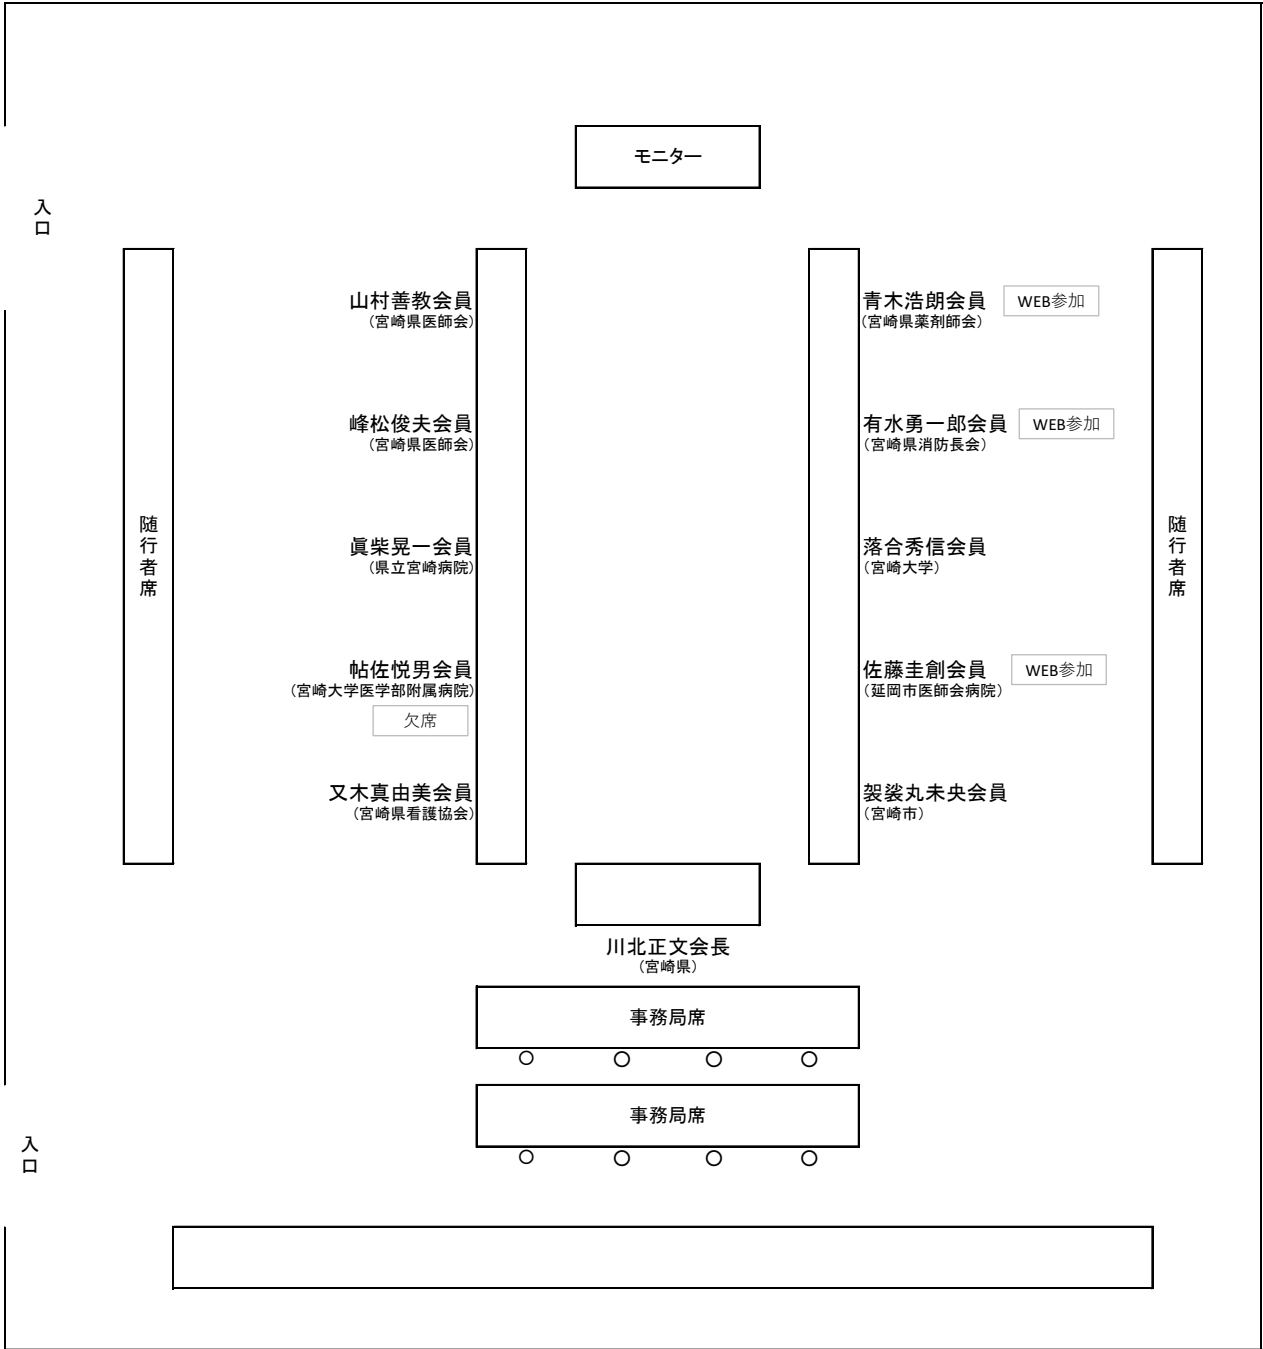 モニター
入口
山村善教会員
（宮崎県医師会）
峰松俊夫会員
（宮崎県医師会）
眞柴晃一会員
（県立宮崎病院）
帖佐悦男会員
（宮崎大学医学部附属病院）
欠席
又木真由美会員
（宮崎県看護協会）
青木浩朗会員 WEB参加
（宮崎県薬剤師会）
有水勇一郎会員 WEB参加
（宮崎県消防長会）
落合秀信会員
（宮崎大学）
佐藤圭創会員 WEB参加
（延岡市医師会病院）
袈裟丸未央会員
（宮崎市）
随行者席
随行者席
川北正文会長
（宮崎県）
事務局席
○ ○ ○ ○
事務局席
○ ○ ○ ○
入口